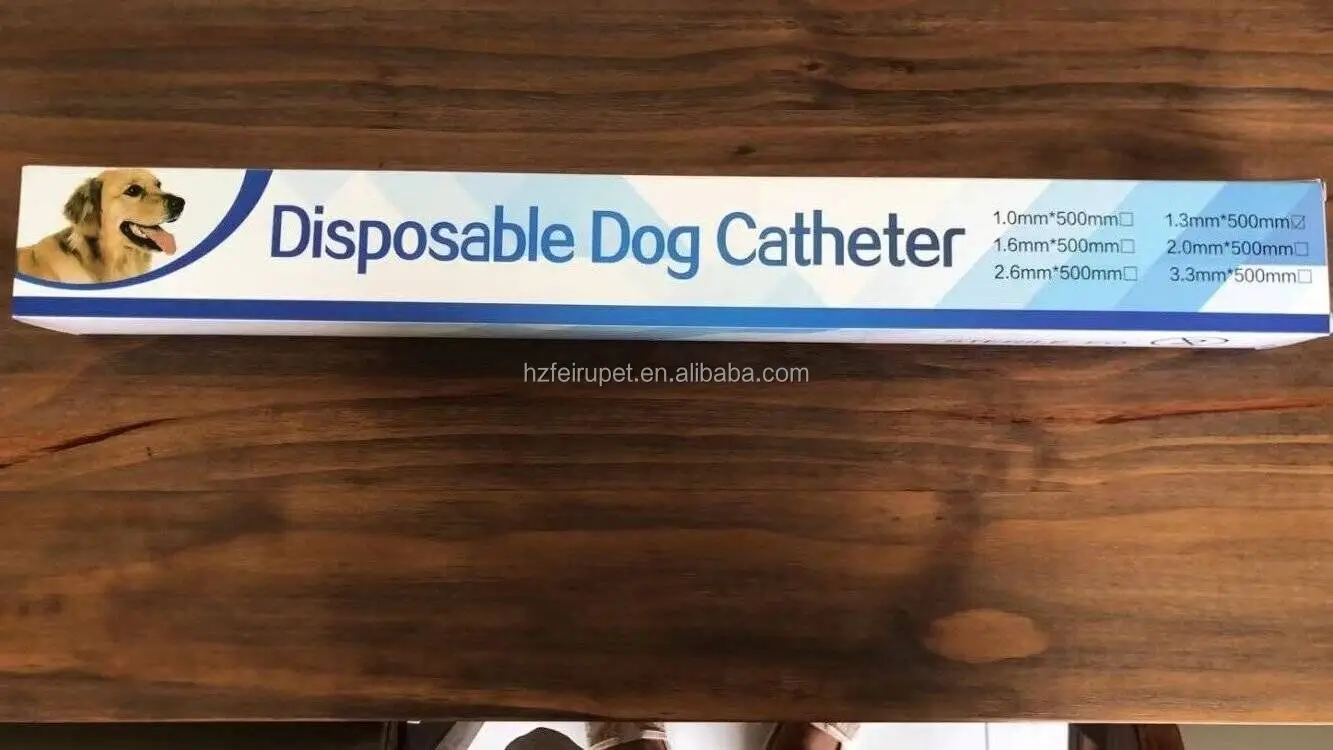 Disposable Dog Catheter
1.0mm*500mm□ 1.3mm*500mm☑
1.6mm*500mm□ 2.0mm*500mm□
2.6mm*500mm□ 3.3mm*500mm□
hzfeirupet.en.alibaba.com